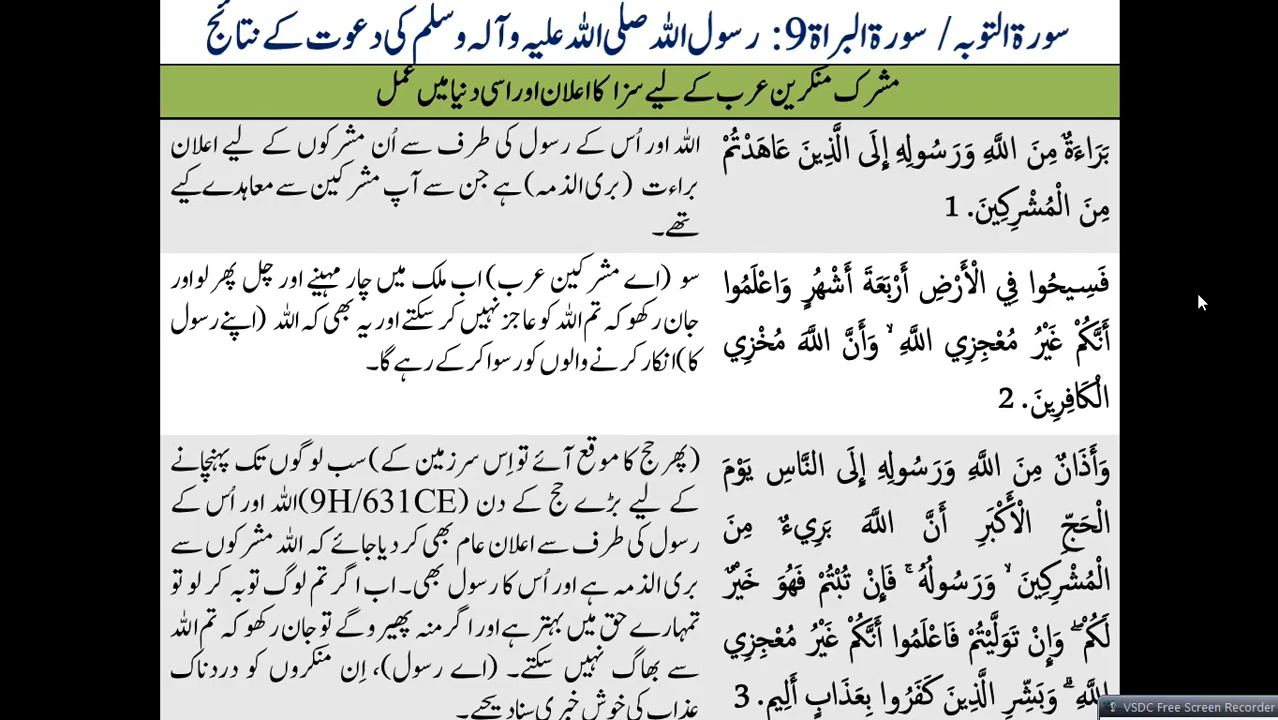 سورۃ التوبہ / سورۃ البراۃ 9: رسول اللہ صلی اللہ علیہ وآلہ وسلم کی دعوت کے نتائج
مشرک منکرین عرب کے لیے سزا کا اعلان اور اسی دنیا میں عمل
بَرَاءَةٌ مِنَ اللَّهِ وَرَسُولِهِ إِلَى الَّذِينَ عَاهَدْتُمْ
مِنَ الْمُشْرِكِينَ. 1
اللہ اور اُس کے رسول کی طرف سے اُن مشرکوں کے لیے اعلان
براءت (بری الذمہ) ہے جن سے آپ مشرکین سے معاہدے کیے
تھے۔
فَسِيحُوا فِي الْأَرْضِ أَرْبَعَةَ أَشْهُرٍ وَاعْلَمُوا
أَنَّكُمْ غَيْرُ مُعْجِزِي اللَّهِ ۙ وَأَنَّ اللَّهَ مُخْزِي
الْكَافِرِينَ. 2
سو (اے مشرکین عرب) اب ملک میں چار مہینے اور چل پھر لو اور
جان رکھو کہ تم اللہ کو عاجز نہیں کر سکتے اور یہ بھی کہ اللہ (اپنے رسول
کا) انکار کرنے والوں کو رسوا کر کے رہے گا۔
وَأَذَانٌ مِنَ اللَّهِ وَرَسُولِهِ إِلَى النَّاسِ يَوْمَ
الْحَجِّ الْأَكْبَرِ أَنَّ اللَّهَ بَرِيءٌ مِنَ
الْمُشْرِكِينَ ۙ وَرَسُولُهُ ۚ فَإِنْ تُبْتُمْ فَهُوَ خَيْرٌ
لَكُمْ ۖ وَإِنْ تَوَلَّيْتُمْ فَاعْلَمُوا أَنَّكُمْ غَيْرُ مُعْجِزِي
اللَّهِ ۗ وَبَشِّرِ الَّذِينَ كَفَرُوا بِعَذَابٍ أَلِيمٍ. 3
(پھر حج کا موقع آئے تو اِس سرزمین کے) سب لوگوں تک پہنچانے
کے لیے بڑے حج کے دن (9H/631CE) اللہ اور اُس کے
رسول کی طرف سے اعلان عام بھی کر دیا جائے کہ اللہ مشرکوں سے
بری الذمہ ہے اور اُس کا رسول بھی۔ اب اگر تم لوگ توبہ کر لو تو
تمہارے حق میں بہتر ہے اور اگر منہ پھیرو گے تو جان رکھو کہ تم اللہ
سے بھاگ نہیں سکتے۔ (اے رسول)، اِن منکروں کو دردناک
عذاب کی خوش خبری سنا دیجیے۔
VSDC Free Screen Recorder